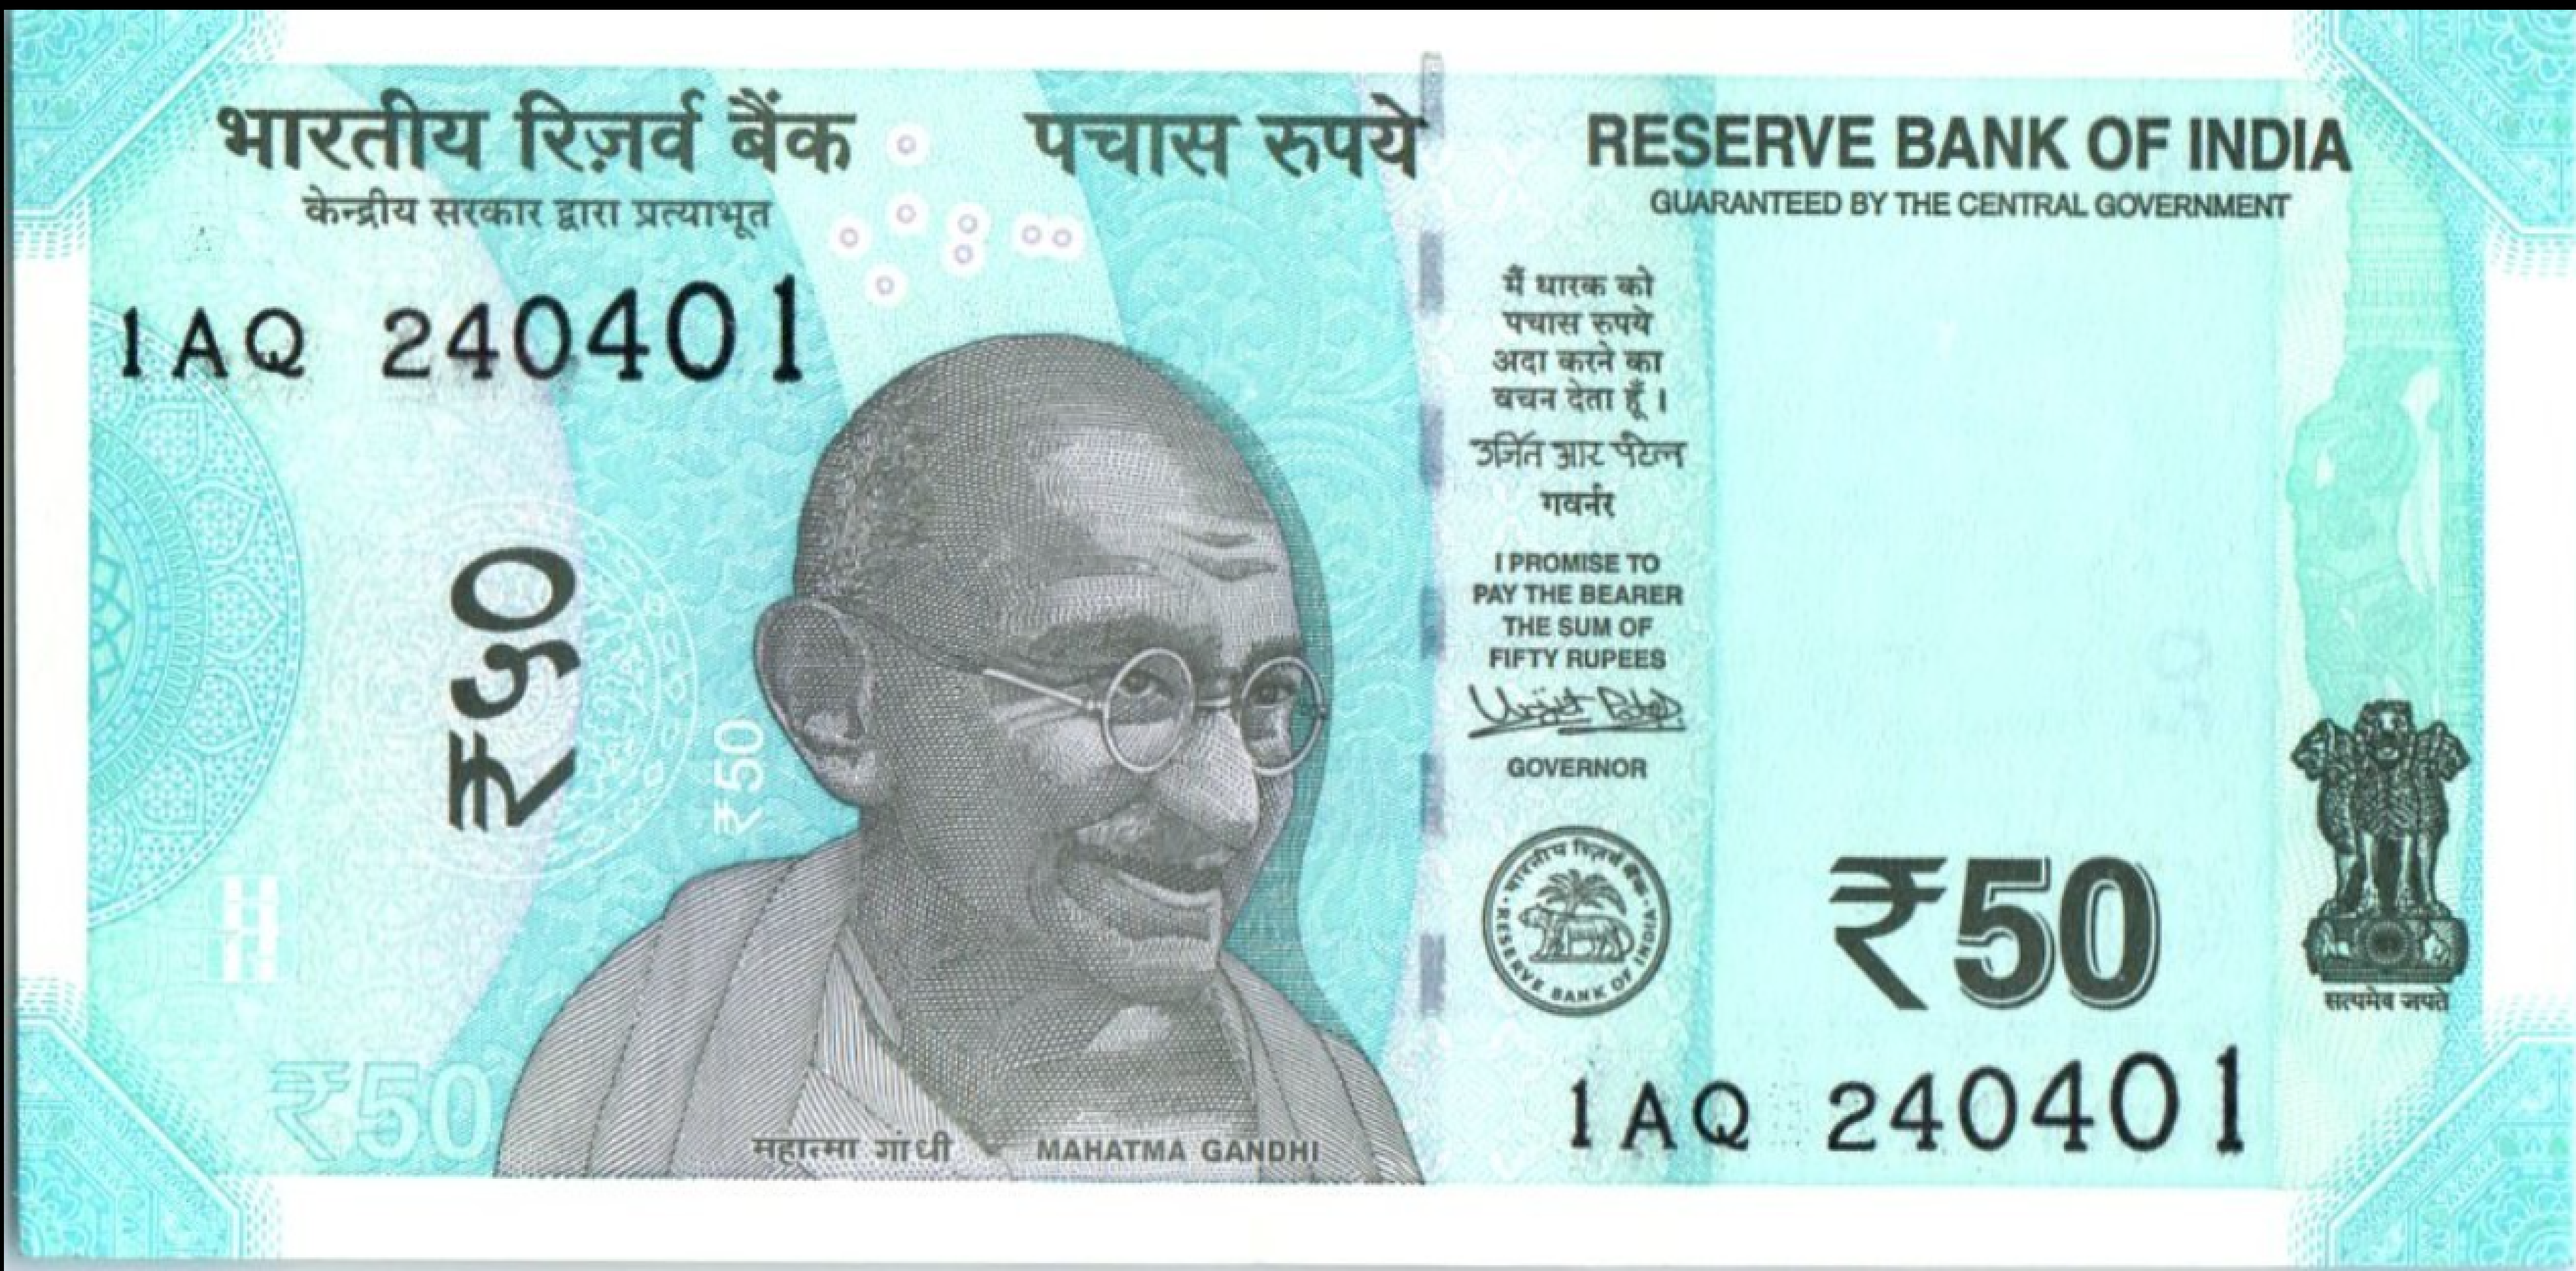 भारतीय रिज़र्व बैंक
केन्द्रीय सरकार द्वारा प्रत्याभूत
पचास रुपये
RESERVE BANK OF INDIA
GUARANTEED BY THE CENTRAL GOVERNMENT
1AQ 240401
मैं धारक को
पचास रुपये
अदा करने का
वचन देता हूँ।
उर्जित आर पटेल
गवर्नर
I PROMISE TO
PAY THE BEARER
THE SUM OF
FIFTY RUPEES
Urjit Patel
GOVERNOR
₹५०
₹50
भारतीय रिज़र्व बैंक
RESERVE BANK OF INDIA
₹50
सत्यमेव जयते
₹50
महात्मा गांधी
MAHATMA GANDHI
1AQ 240401